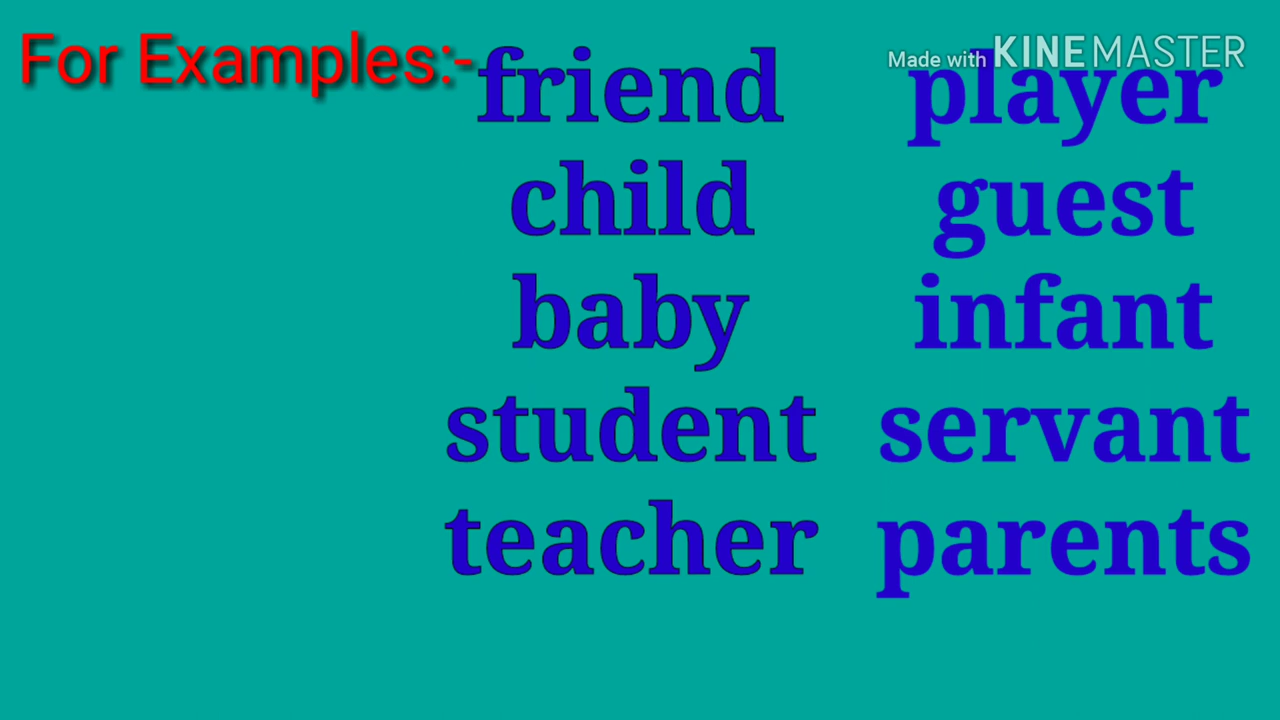 For Examples:-
friend
child
baby
student
teacher
Made with KINEMASTER
player
guest
infant
servant
parents